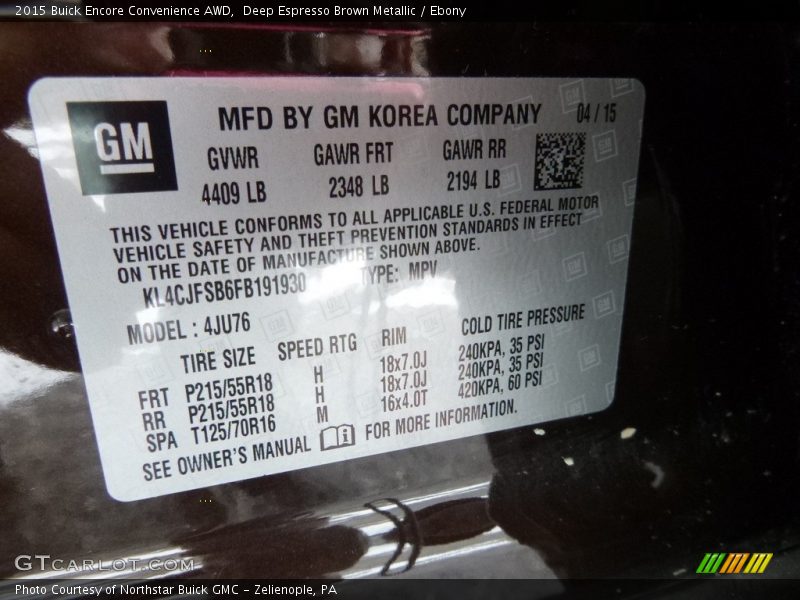 2015 Buick Encore Convenience AWD, Deep Espresso Brown Metallic / Ebony
GM
MFD BY GM KOREA COMPANY 04 / 15
GVWR GAWR FRT GAWR RR
4409 LB 2348 LB 2194 LB
THIS VEHICLE CONFORMS TO ALL APPLICABLE U.S. FEDERAL MOTOR
VEHICLE SAFETY AND THEFT PREVENTION STANDARDS IN EFFECT
ON THE DATE OF MANUFACTURE SHOWN ABOVE.
KL4CJFSB6FB191930 TYPE: MPV
MODEL : 4JU76
TIRE SIZE SPEED RTG RIM COLD TIRE PRESSURE
FRT P215/55R18 H 18x7.0J 240KPA, 35 PSI
RR P215/55R18 H 18x7.0J 240KPA, 35 PSI
SPA T125/70R16 M 16x4.0T 420KPA, 60 PSI
SEE OWNER'S MANUAL FOR MORE INFORMATION.
GTCARLOT.COM
Photo Courtesy of Northstar Buick GMC - Zelienople, PA